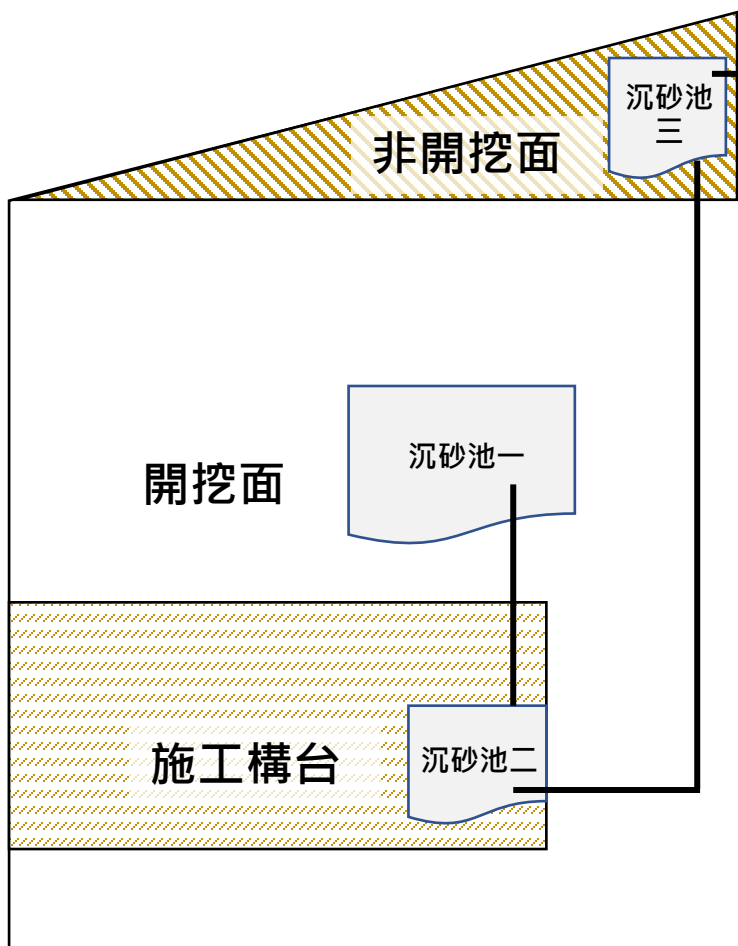 沉砂池
三
非開挖面
沉砂池一
開挖面
施工構台
沉砂池二